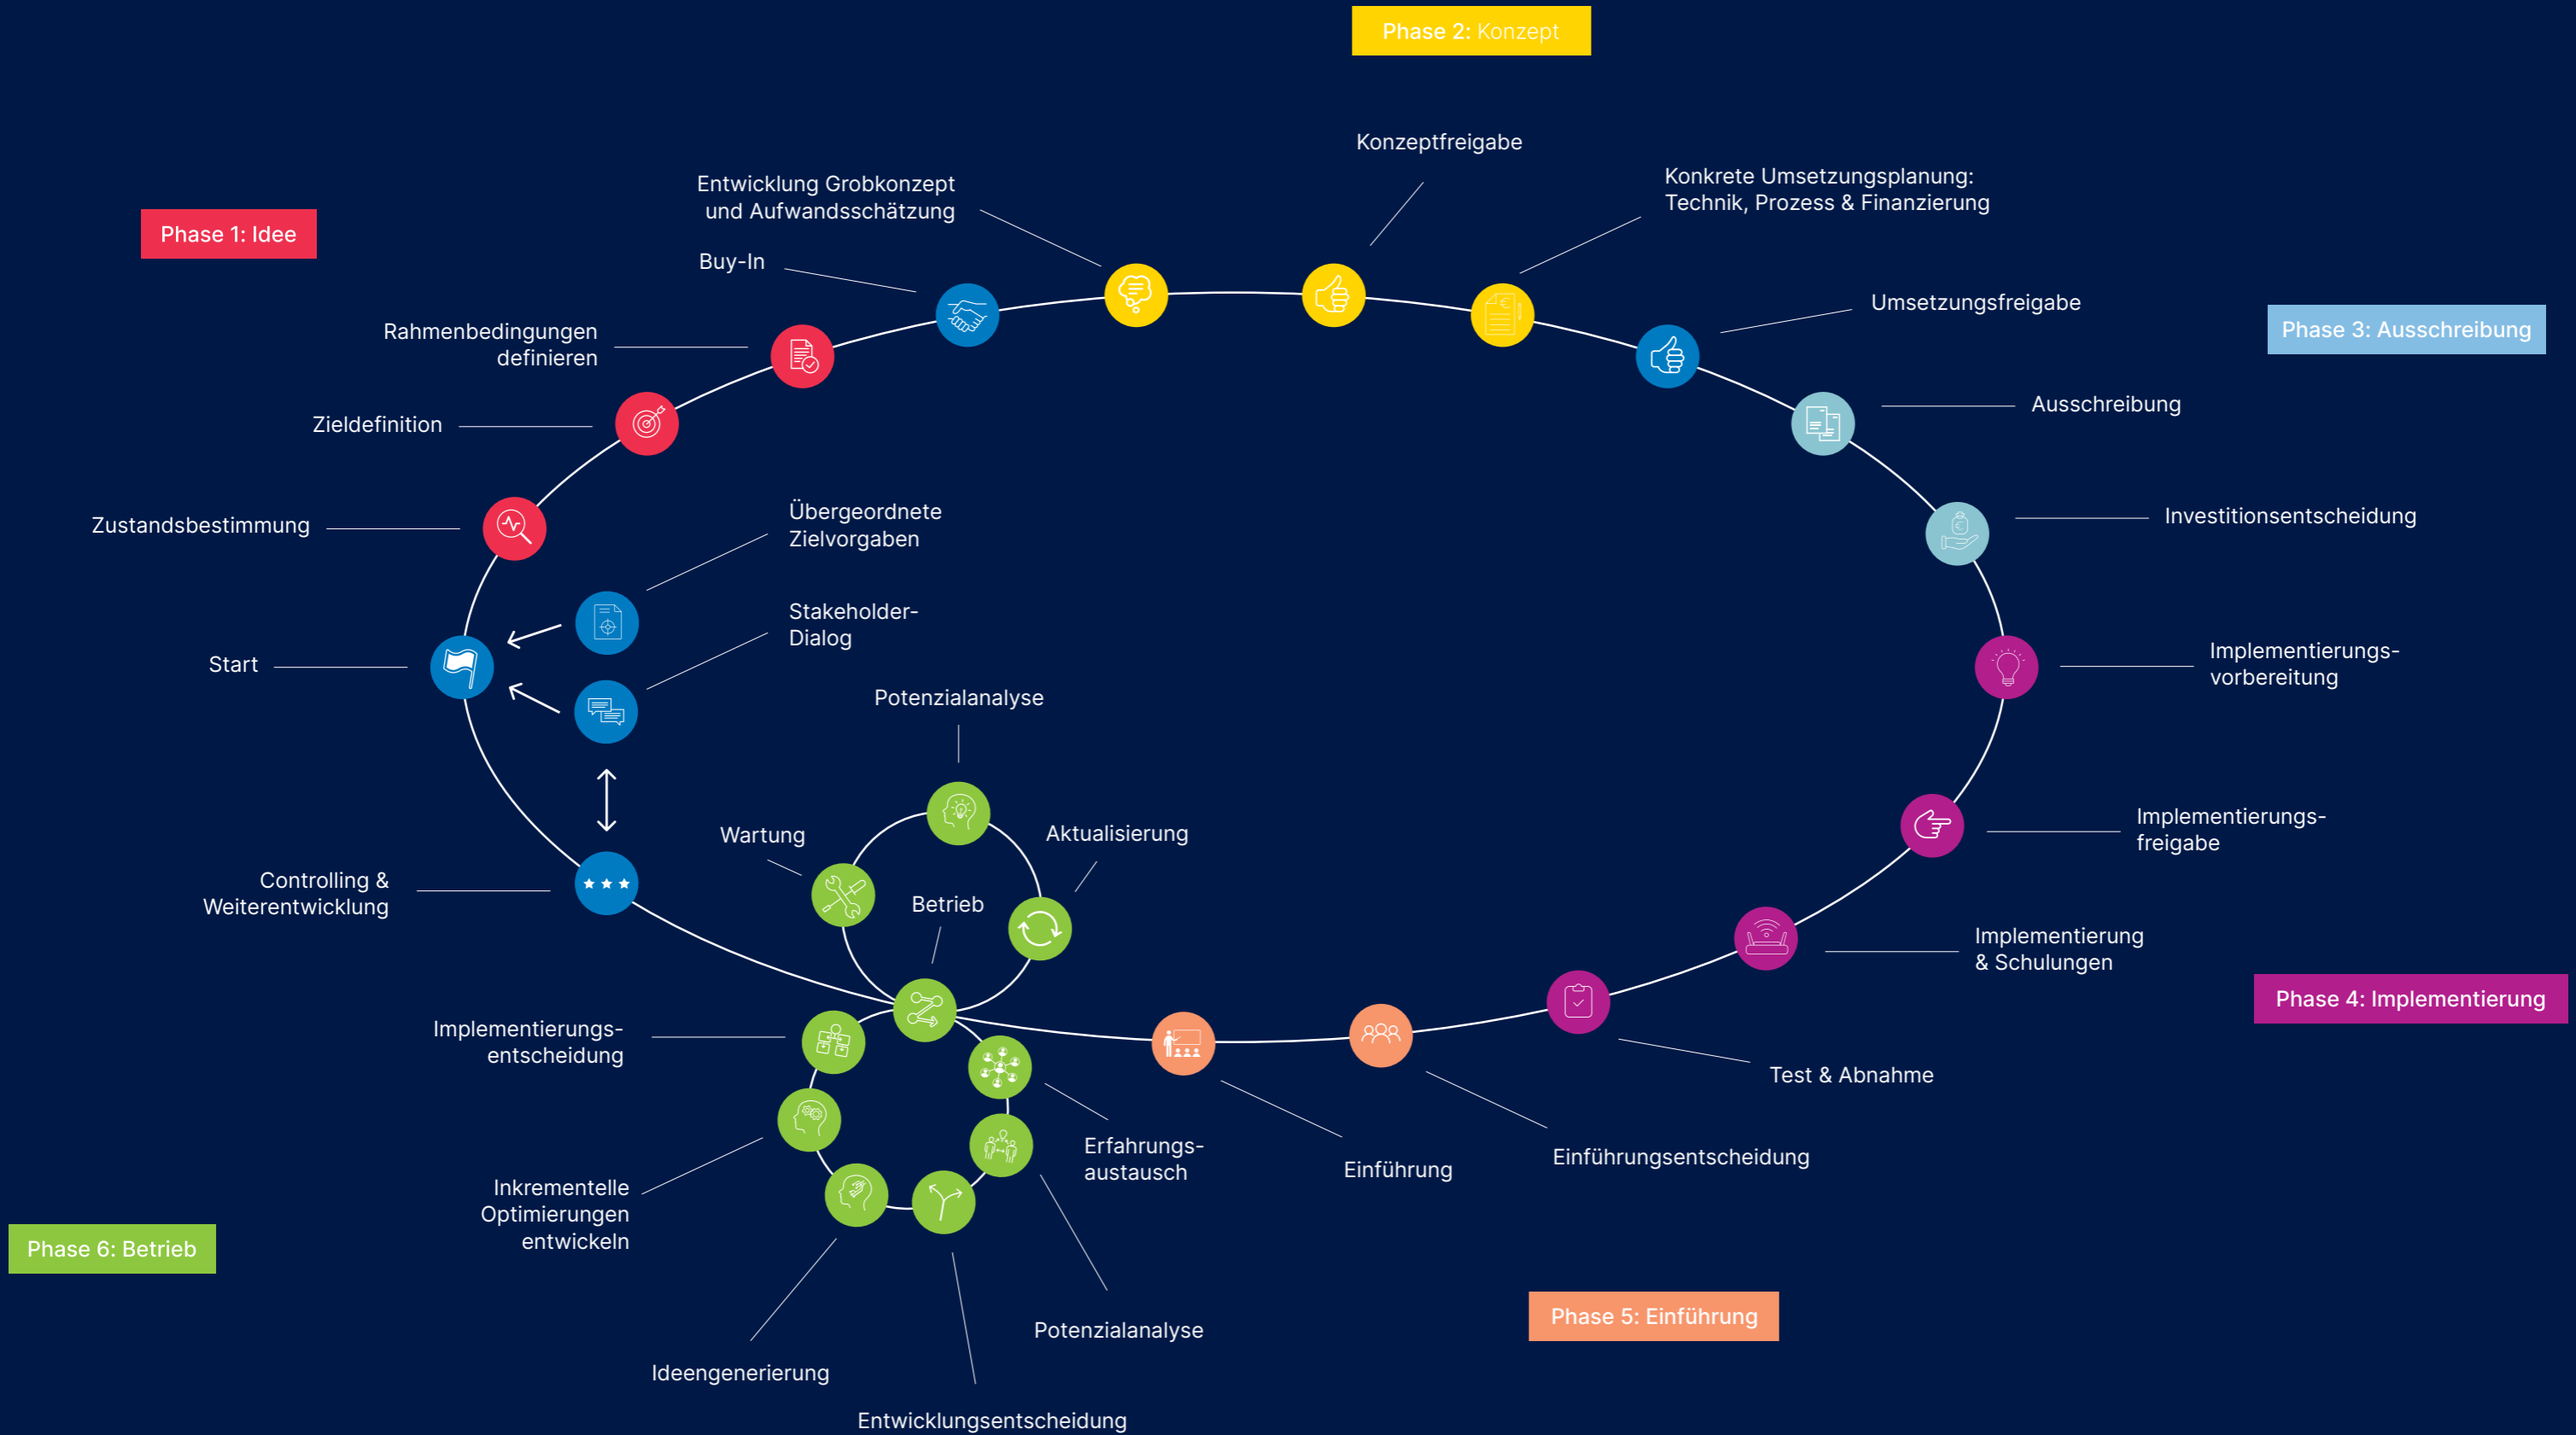 Phase 2: Konzept
Konzeptfreigabe
Entwicklung Grobkonzept
und Aufwandsschätzung
Konkrete Umsetzungsplanung:
Technik, Prozess & Finanzierung
Phase 1: Idee
Buy-In
Umsetzungsfreigabe
Phase 3: Ausschreibung
Rahmenbedingungen
definieren
Ausschreibung
Zieldefinition
Übergeordnete
Zielvorgaben
Investitionsentscheidung
Zustandsbestimmung
Stakeholder-
Dialog
Start
Implementierungs-
vorbereitung
Potenzialanalyse
Wartung
Aktualisierung
Implementierungs-
freigabe
Controlling &
Weiterentwicklung
Betrieb
Implementierung
& Schulungen
Phase 4: Implementierung
Implementierungs-
entscheidung
Test & Abnahme
Erfahrungs-
austausch
Einführung
Einführungsentscheidung
Inkrementelle
Optimierungen
entwickeln
Phase 6: Betrieb
Phase 5: Einführung
Potenzialanalyse
Ideengenerierung
Entwicklungsentscheidung